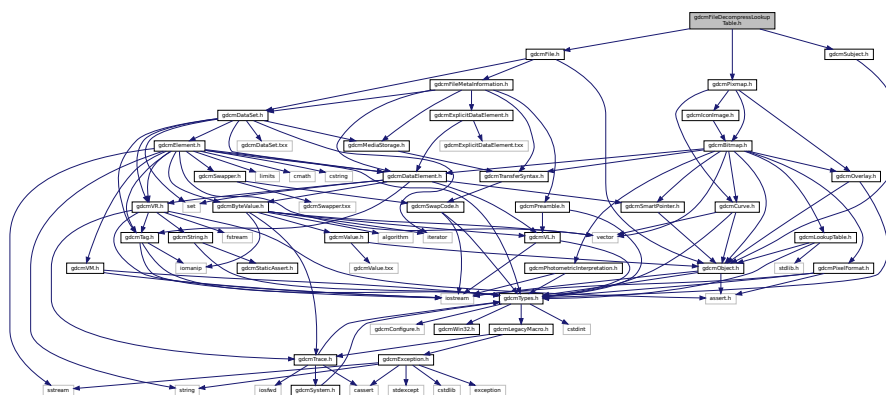 gdcmFileDecompressLookup
Table.h
gdcmFile.h
gdcmSubject.h
gdcmFileMetaInformation.h
gdcmPixmap.h
gdcmDataSet.h
gdcmExplicitDataElement.h
gdcmIconImage.h
gdcmElement.h
gdcmDataSet.txx
gdcmMediaStorage.h
gdcmExplicitDataElement.txx
gdcmBitmap.h
gdcmSwapper.h
limits
cmath
cstring
gdcmDataElement.h
gdcmTransferSyntax.h
gdcmOverlay.h
gdcmVR.h
set
gdcmByteValue.h
gdcmSwapper.txx
gdcmSwapCode.h
gdcmPreamble.h
gdcmSmartPointer.h
gdcmCurve.h
gdcmTag.h
gdcmString.h
fstream
gdcmValue.h
algorithm
iterator
gdcmVL.h
vector
gdcmLookupTable.h
gdcmVM.h
iomanip
gdcmStaticAssert.h
gdcmValue.txx
gdcmPhotometricInterpretation.h
gdcmObject.h
stdlib.h
gdcmPixelFormat.h
iostream
gdcmTypes.h
assert.h
gdcmConfigure.h
gdcmWin32.h
gdcmLegacyMacro.h
cstdint
gdcmTrace.h
gdcmException.h
sstream
string
iosfwd
gdcmSystem.h
cassert
stdexcept
cstdlib
exception